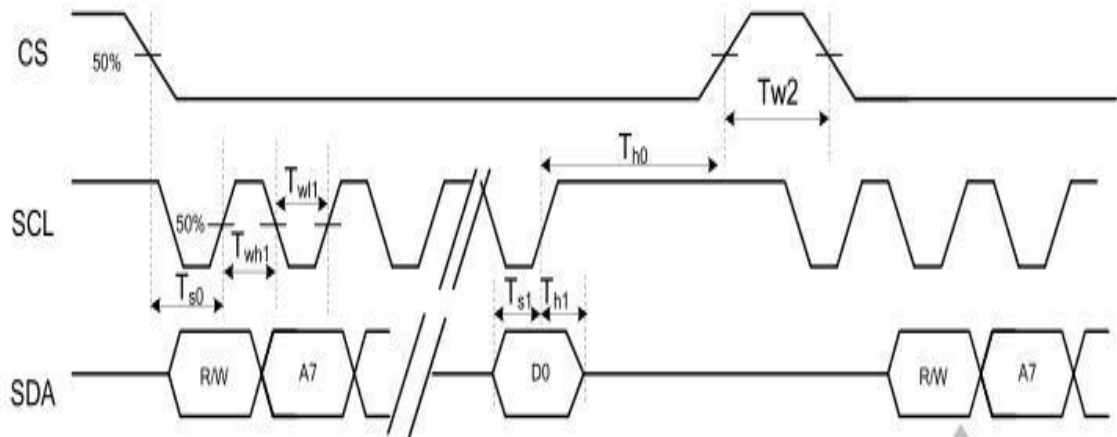 CS
50%
Tw2
Th0
Twl1
SCL
50%
Twh1
Ts0
Ts1
Th1
SDA
R/W
A7
D0
R/W
A7